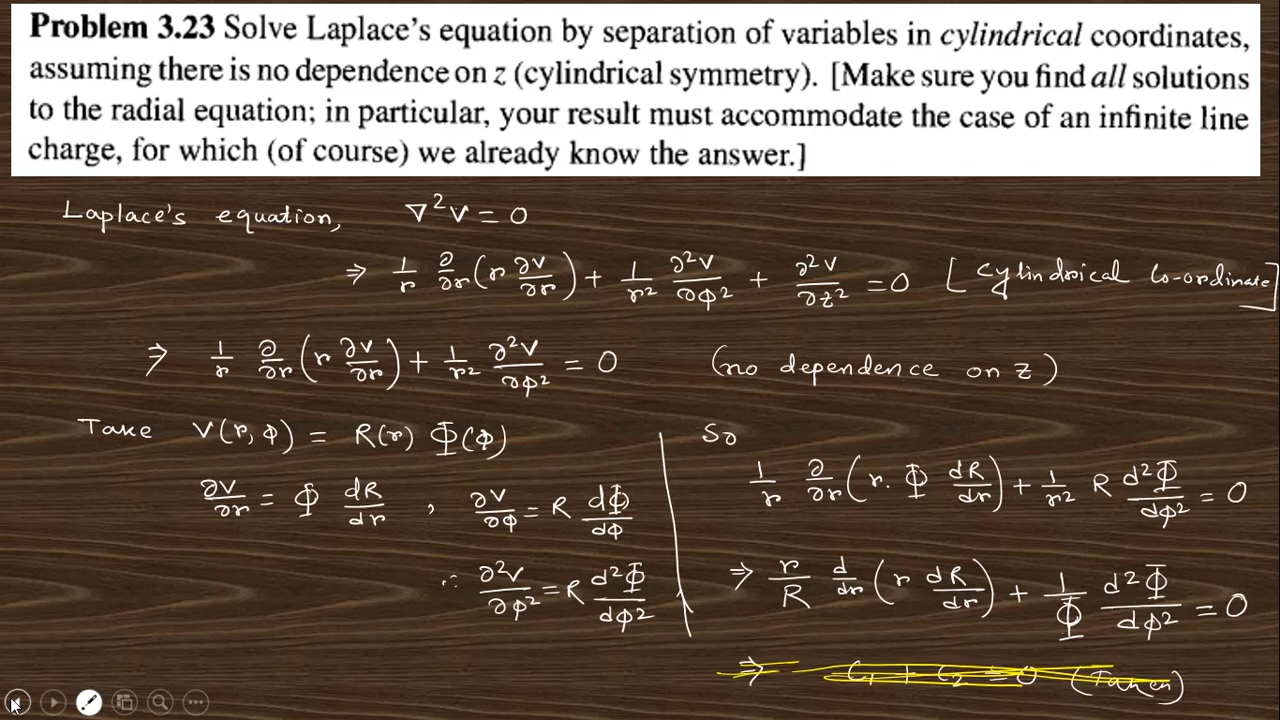 Problem 3.23 Solve Laplace's equation by separation of variables in cylindrical coordinates,
assuming there is no dependence on z (cylindrical symmetry). [Make sure you find all solutions
to the radial equation; in particular, your result must accommodate the case of an infinite line
charge, for which (of course) we already know the answer.]
Laplace's equation, ∇²V = 0
⇒ 1/r ∂/∂r (r ∂V/∂r) + 1/r² ∂²V/∂φ² + ∂²V/∂z² = 0 [Cylindrical Co-ordinate]
⇒ 1/r ∂/∂r (r ∂V/∂r) + 1/r² ∂²V/∂φ² = 0 (no dependence on z)
Take V(r, φ) = R(r) Φ(φ)
∂V/∂r = Φ dR/dr , ∂V/∂φ = R dΦ/dφ
∴ ∂²V/∂φ² = R d²Φ/dφ²
So
1/r ∂/∂r (r. Φ dR/dr) + 1/r² R d²Φ/dφ² = 0
⇒ r/R d/dr (r dR/dr) + 1/Φ d²Φ/dφ² = 0
⇒ C₁ + C₂ = 0 (Taken)